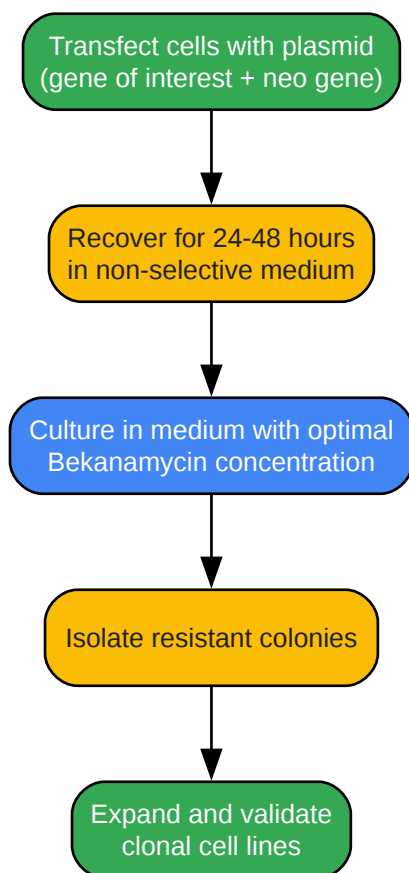 Transfect cells with plasmid
(gene of interest + neo gene)
Recover for 24-48 hours
in non-selective medium
Culture in medium with optimal
Bekanamycin concentration
Isolate resistant colonies
Expand and validate
clonal cell lines